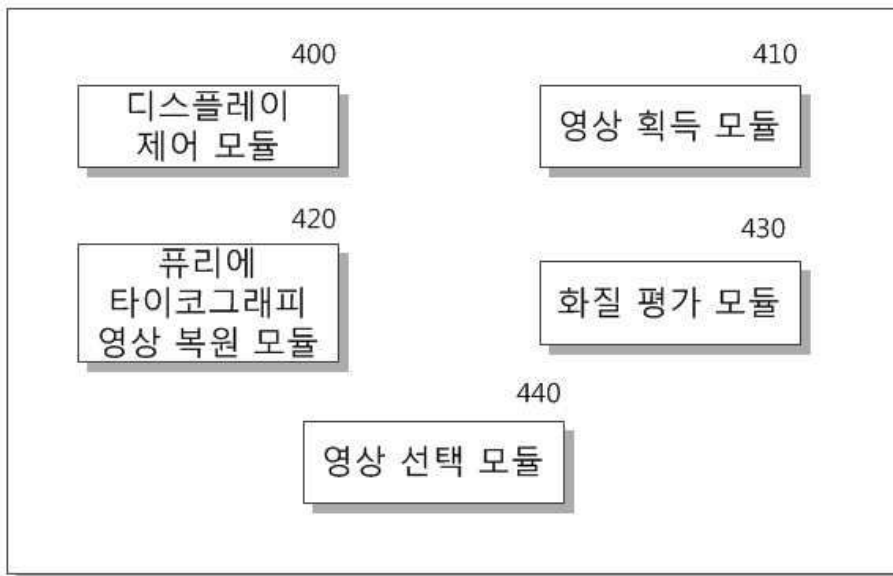 400
디스플레이
제어 모듈
410
영상 획득 모듈
420
퓨리에
타이코그래피
영상 복원 모듈
430
화질 평가 모듈
440
영상 선택 모듈